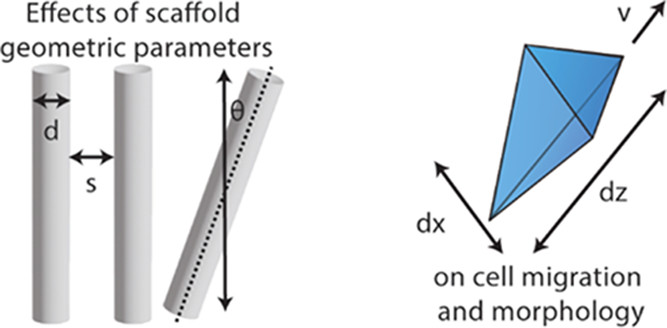 Effects of scaffold
geometric parameters
d
s
θ
v
dx
dz
on cell migration
and morphology